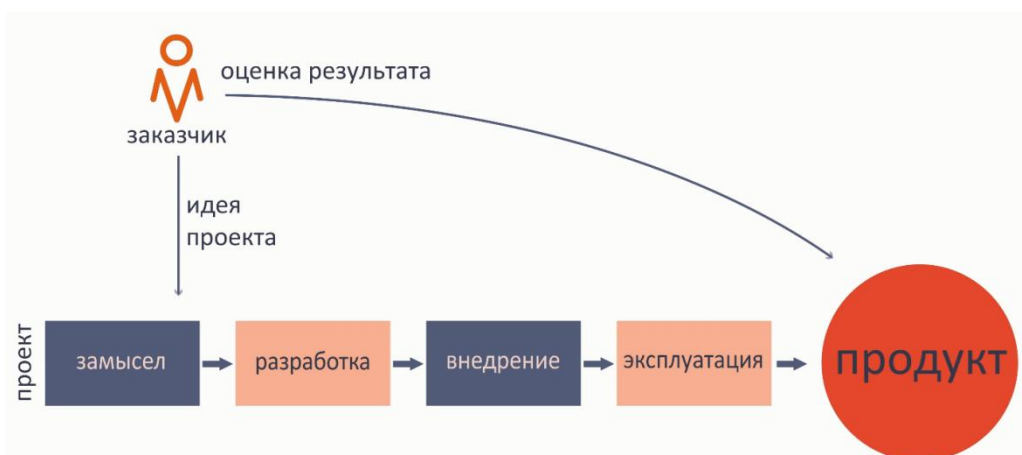 оценка результата
заказчик
идея
проекта
проект
замысел
разработка
внедрение
эксплуатация
продукт